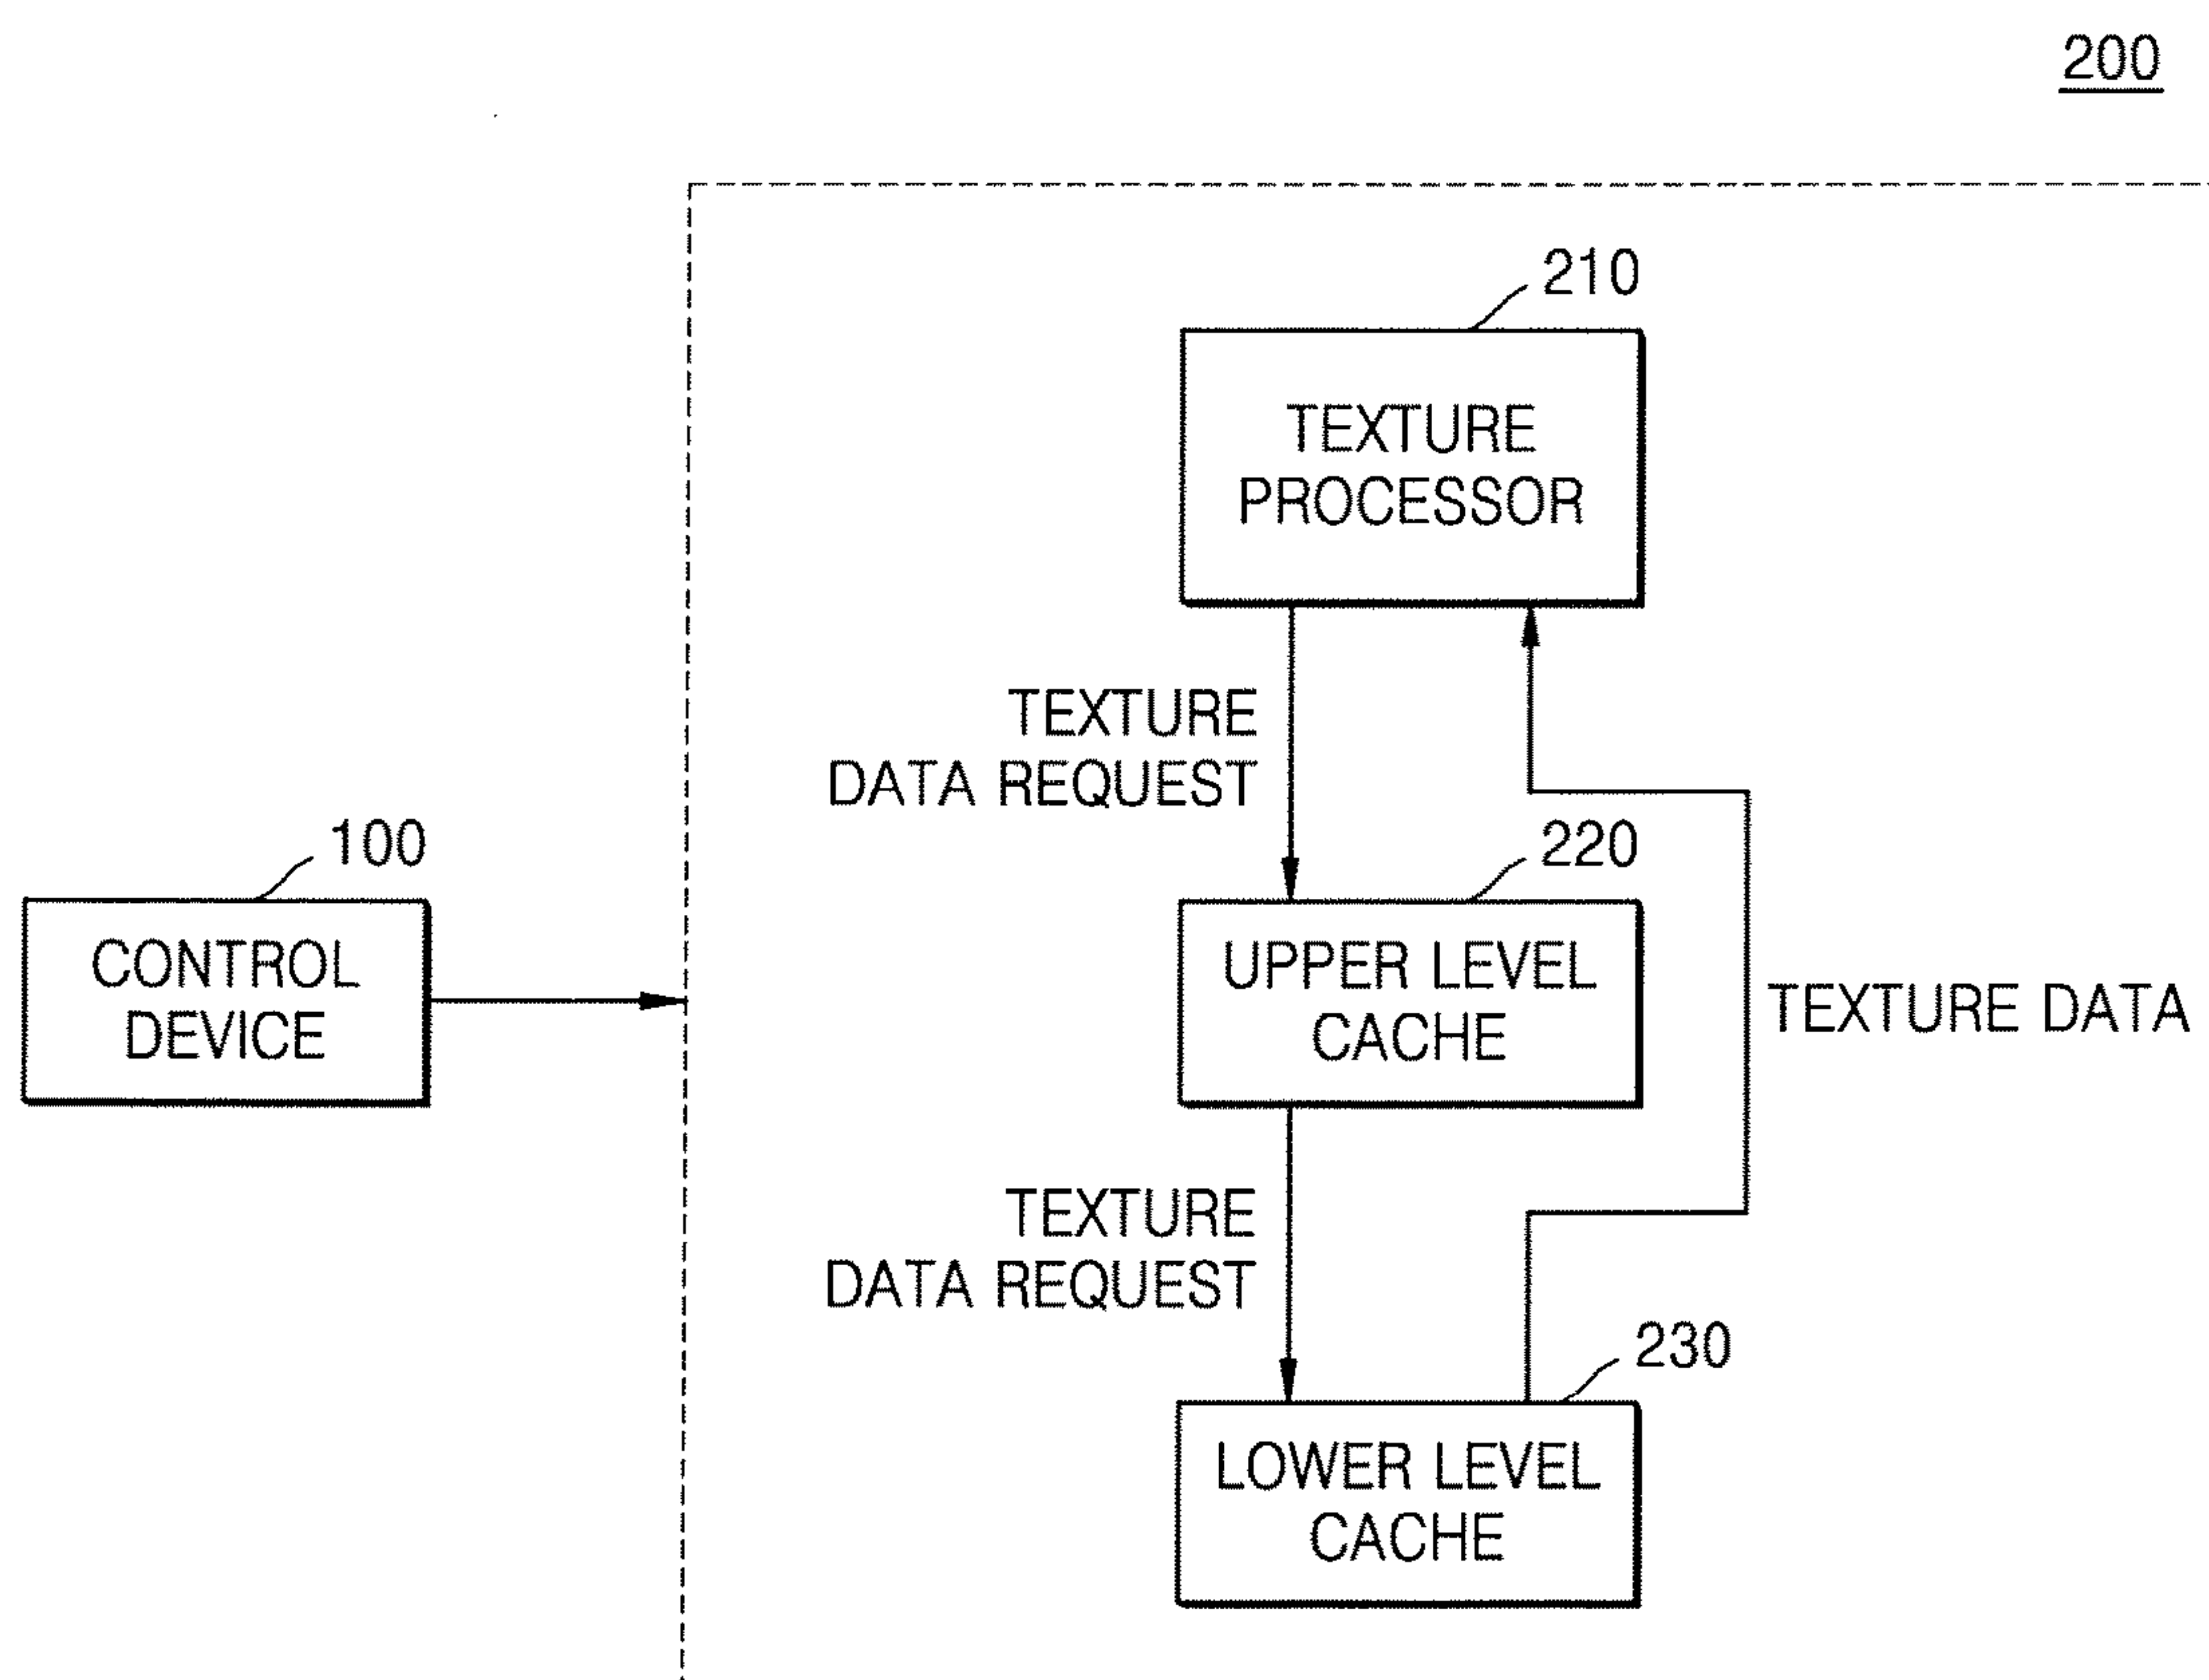 200
210
TEXTURE
PROCESSOR
TEXTURE
DATA REQUEST
100
220
CONTROL
DEVICE
UPPER LEVEL
CACHE
TEXTURE DATA
TEXTURE
DATA REQUEST
230
LOWER LEVEL
CACHE